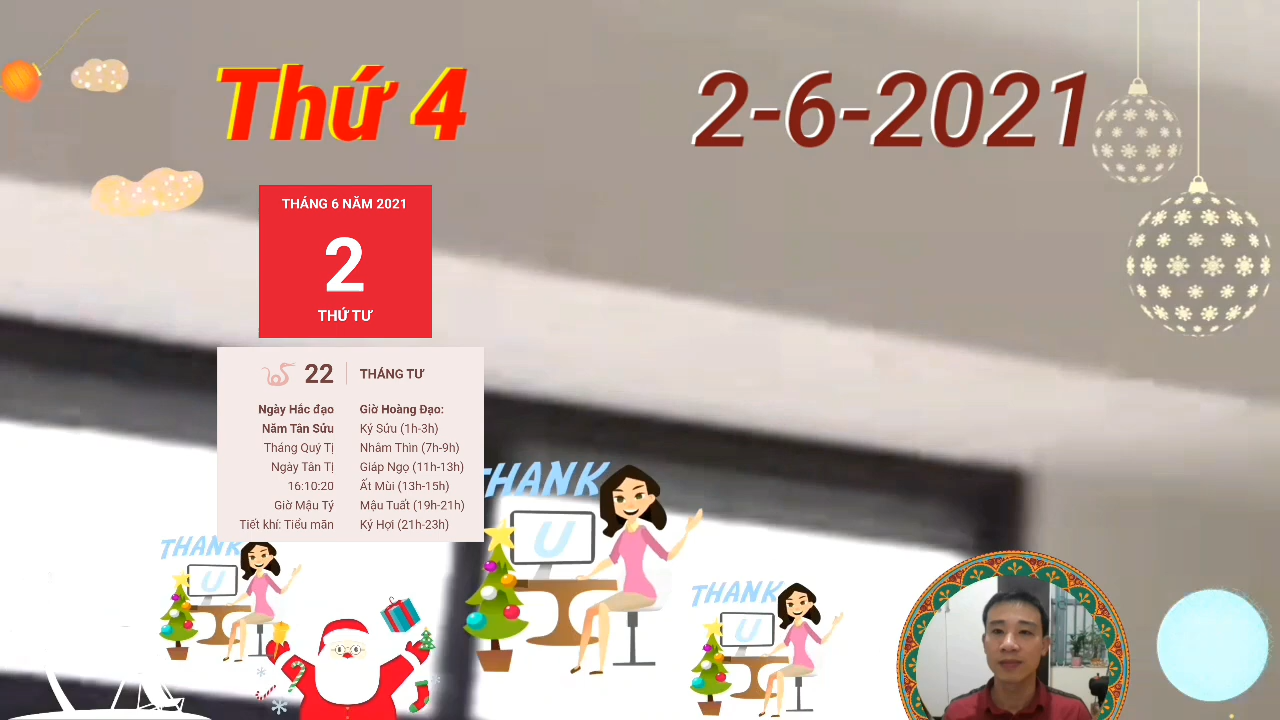 Thứ 4
2-6-2021
THÁNG 6 NĂM 2021
2
THỨ TƯ
22
THÁNG TƯ
Ngày Hắc đạo
Giờ Hoàng Đạo:
Năm Tân Sửu
Kỷ Sửu (1h-3h)
Tháng Quý Tị
Nhâm Thìn (7h-9h)
Ngày Tân Tị
Giáp Ngọ (11h-13h)
16:10:20
Ất Mùi (13h-15h)
Giờ Mậu Tý
Mậu Tuất (19h-21h)
Tiết khí: Tiểu mãn
Kỷ Hợi (21h-23h)
THANK
U
THANK
U
THANK
U